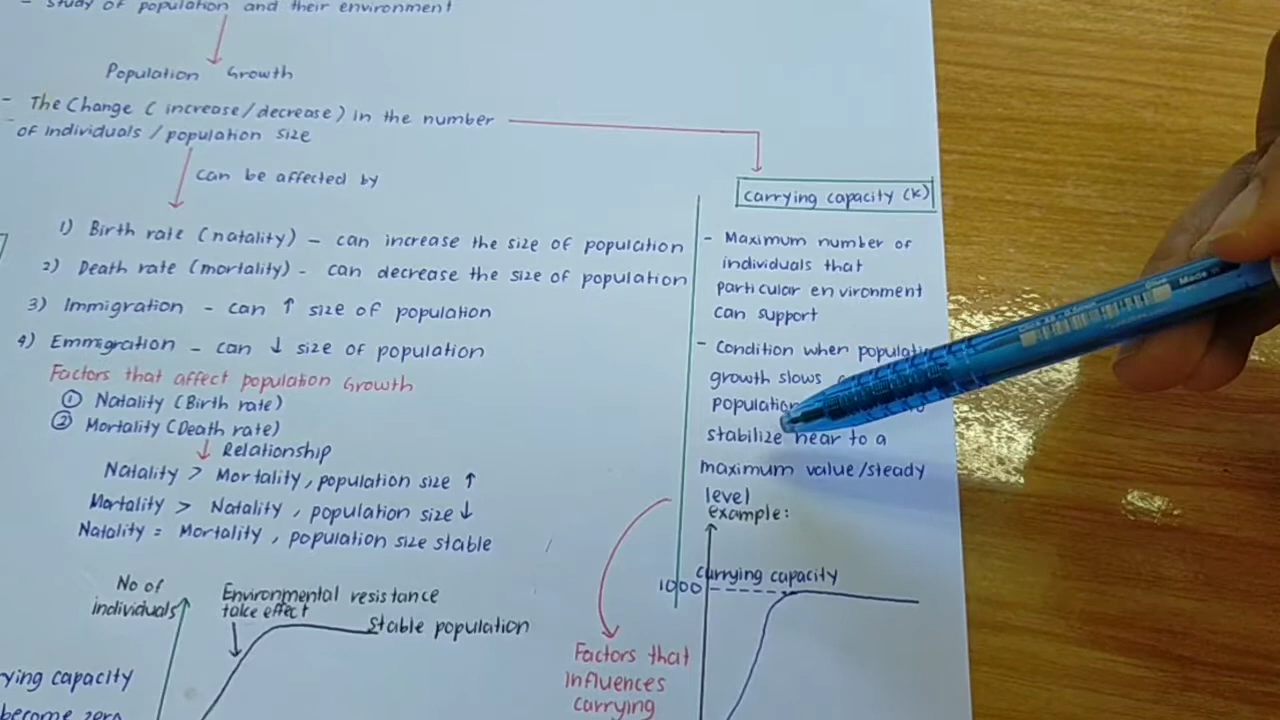 - Study of population and their environment
Population Growth
- The Change (increase/decrease) in the number
of individuals / population size
can be affected by
1) Birth rate (natality) - can increase the size of population
2) Death rate (mortality) - can decrease the size of population
3) Immigration - can ↑ size of population
4) Emmigration - can ↓ size of population
Factors that affect population Growth
① Natality (Birth rate)
② Mortality (Death rate)
↓ Relationship
Natality > Mortality, population size ↑
Mortality > Natality, population size ↓
Natality = Mortality, population size stable
No of
individuals
Environmental resistance
take effect
stable population
rying capacity
become zero
Carrying capacity (K)
- Maximum number of
individuals that
particular environment
can support
- Condition when
growth slows
stabilize near to a
maximum value/steady
level
example:
carrying capacity
1000
Factors that
influences
carrying